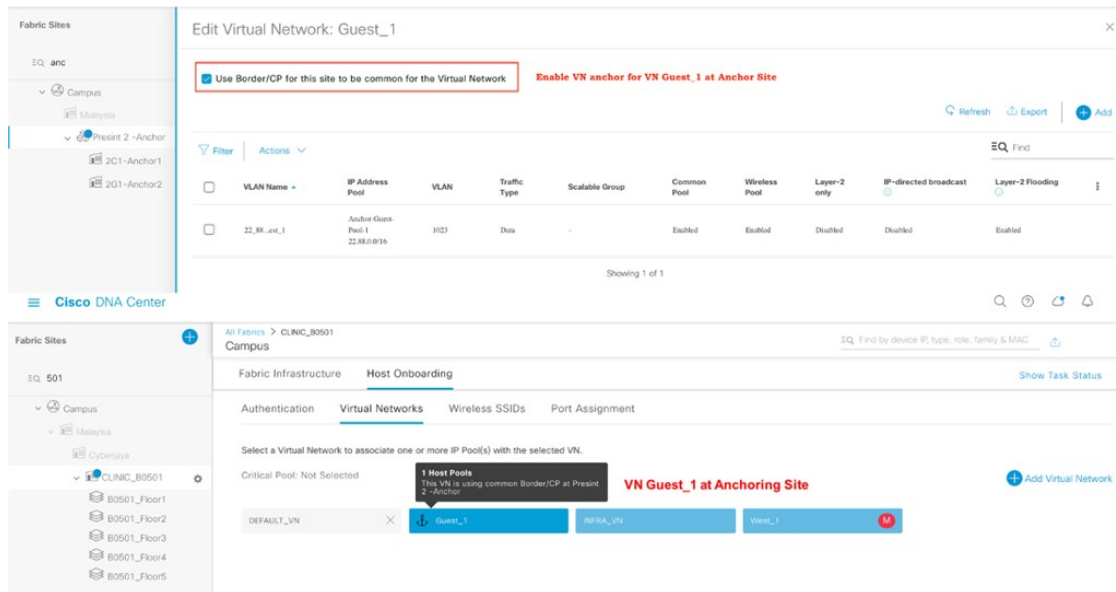 Fabric Sites
Edit Virtual Network: Guest_1
anc
Campus
Malaysia
Presint 2 -Anchor
2C1-Anchor1
2G1-Anchor2
Use Border/CP for this site to be common for the Virtual Network
Enable VN anchor for VN Guest_1 at Anchor Site
Refresh Export Add
Filter Actions Find
VLAN Name IP Address Pool VLAN Traffic Type Scalable Group Common Pool Wireless Pool Layer-2 only IP-directed broadcast Layer-2 Flooding
22_88...est_1 Anchor-Guest-Pool-1 22.88.0.0/16 1023 Data - Enabled Enabled Disabled Disabled Enabled
Showing 1 of 1
Cisco DNA Center
Fabric Sites
501
Campus
Malaysia
Cyberjaya
CLINIC_B0501
B0501_Floor1
B0501_Floor2
B0501_Floor3
B0501_Floor4
B0501_Floor5
All Fabrics > CLINIC_B0501
Campus
Find by device IP, type, role, family & MAC
Fabric Infrastructure Host Onboarding Show Task Status
Authentication Virtual Networks Wireless SSIDs Port Assignment
Select a Virtual Network to associate one or more IP Pool(s) with the selected VN.
Critical Pool: Not Selected
1 Host Pools
This VN is using common Border/CP at Presint
2 -Anchor
VN Guest_1 at Anchoring Site
Add Virtual Network
DEFAULT_VN Guest_1 INFRA_VN West_1 M